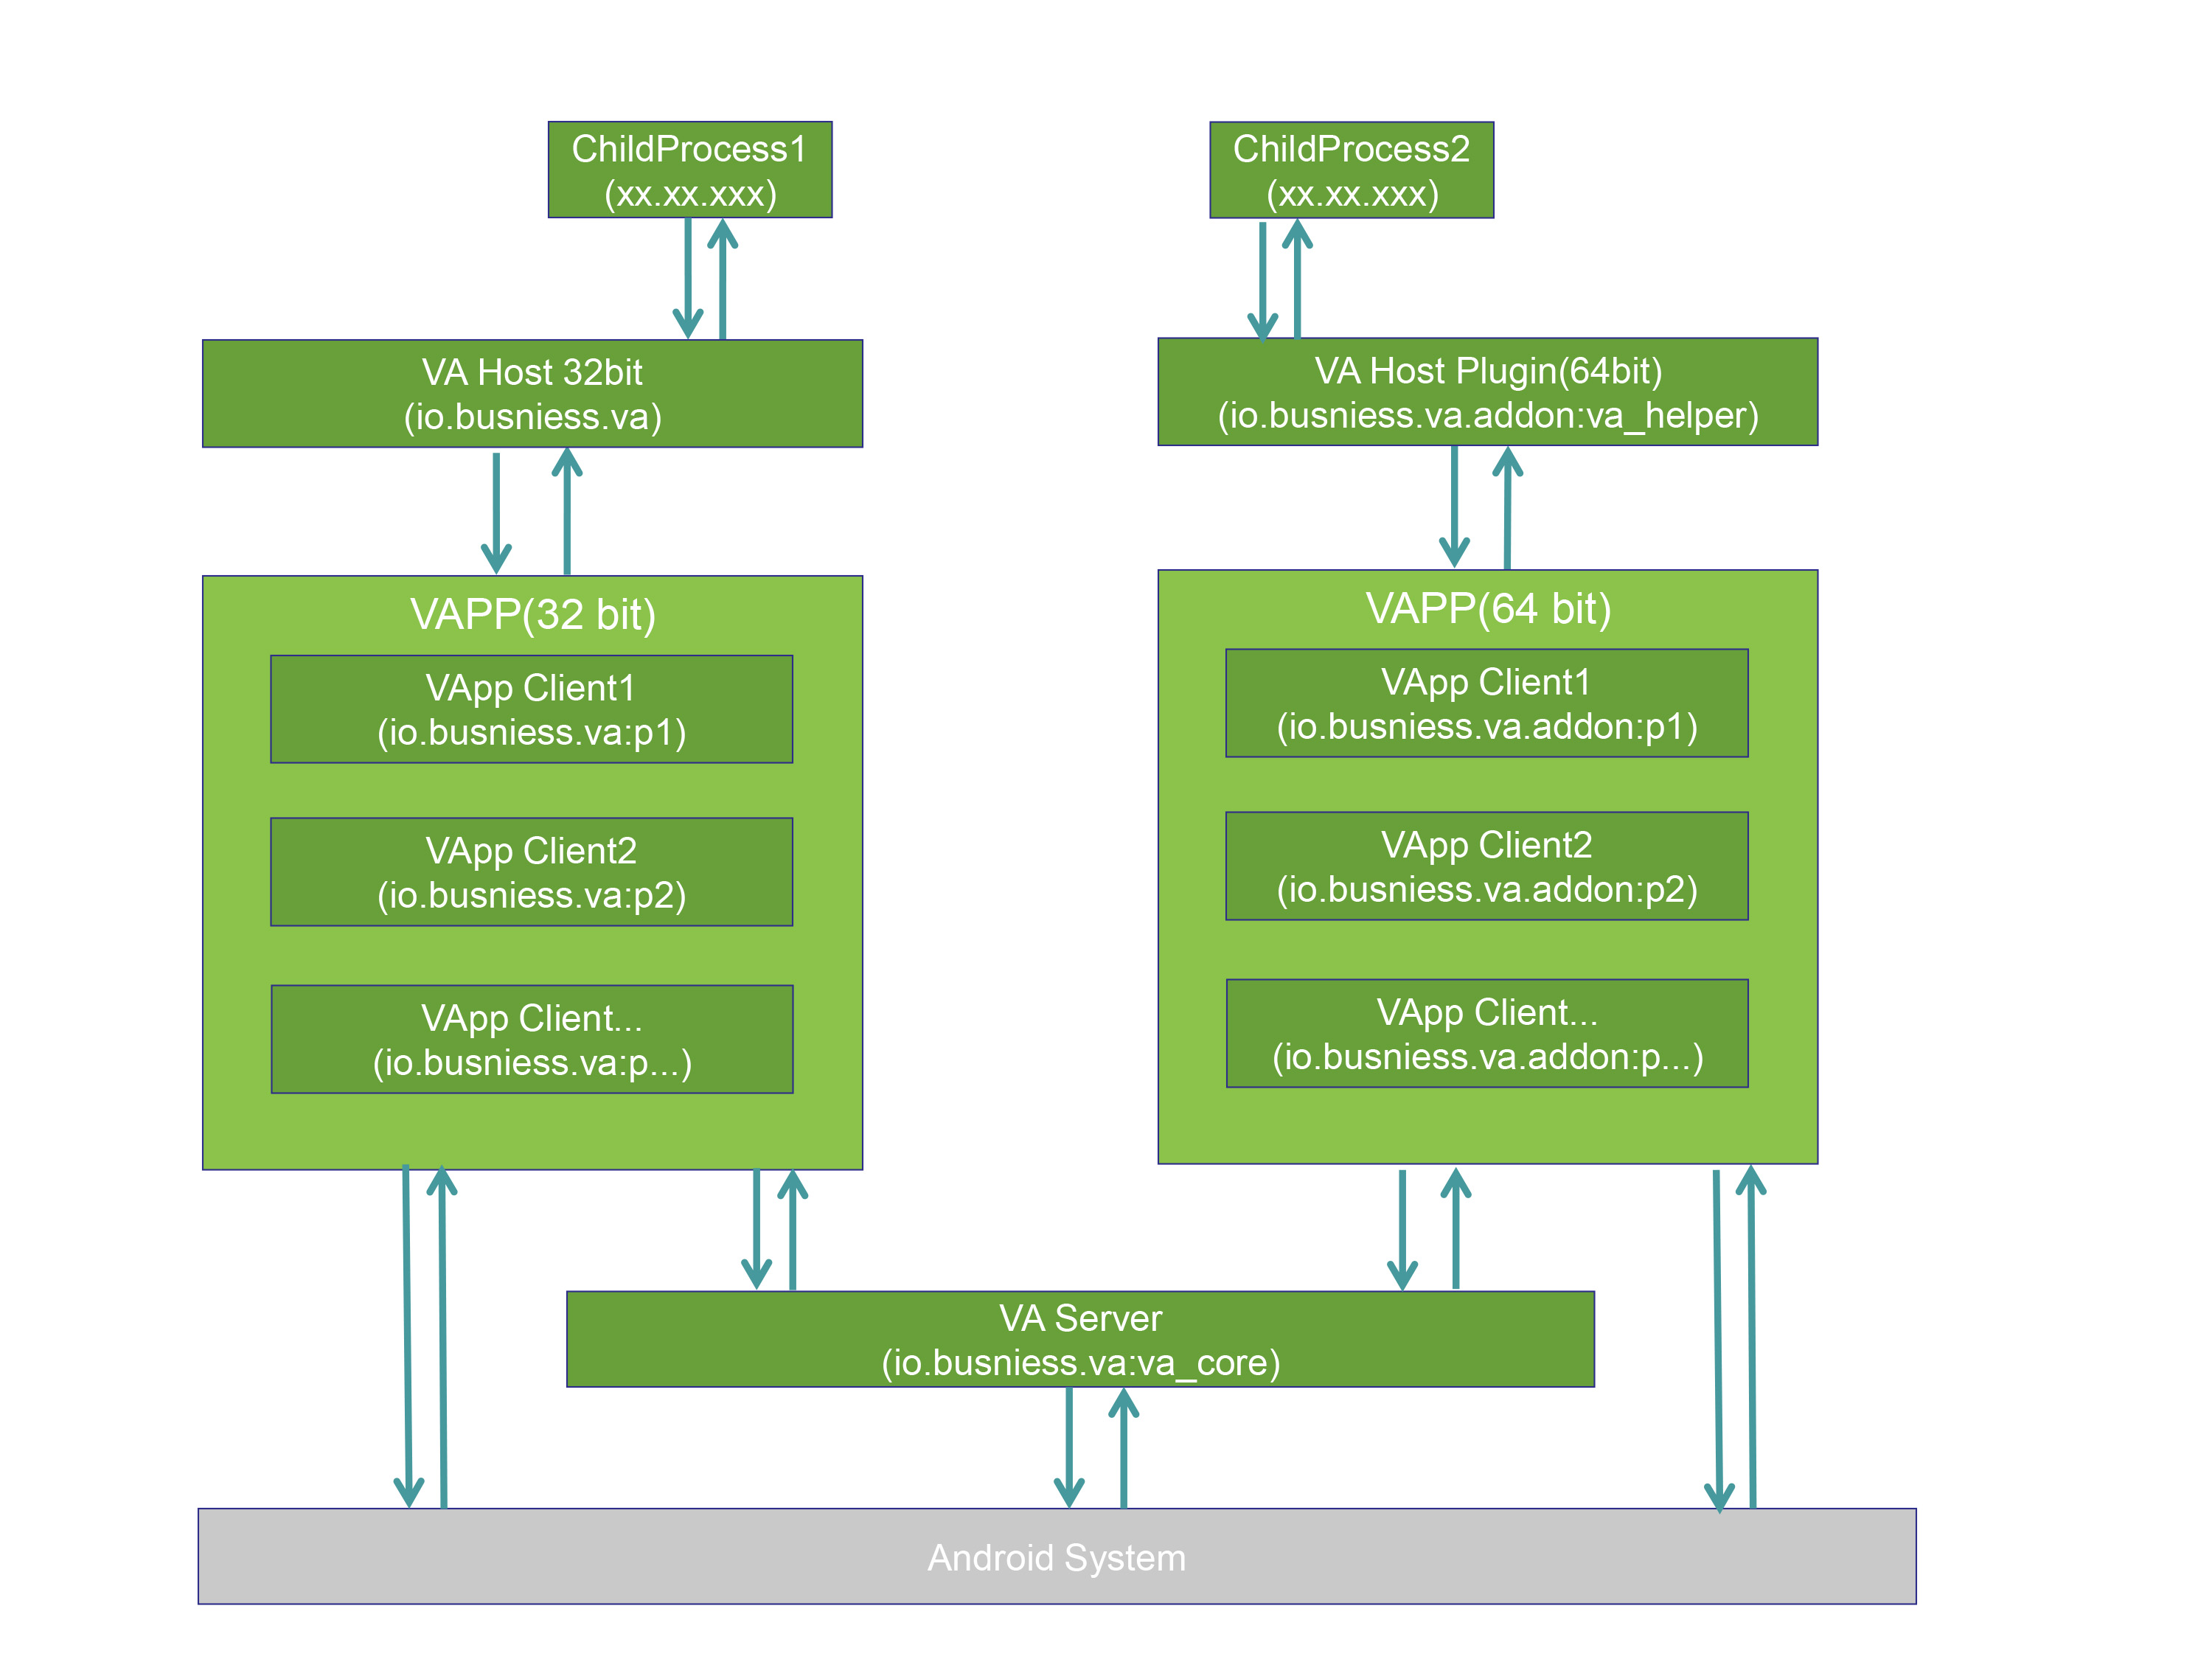 ChildProcess1
(xx.xx.xxx)
ChildProcess2
(xx.xx.xxx)
VA Host 32bit
(io.busniess.va)
VA Host Plugin(64bit)
(io.busniess.va.addon:va_helper)
VAPP(32 bit)
VApp Client1
(io.busniess.va:p1)
VApp Client2
(io.busniess.va:p2)
VApp Client...
(io.busniess.va:p...)
VAPP(64 bit)
VApp Client1
(io.busniess.va.addon:p1)
VApp Client2
(io.busniess.va.addon:p2)
VApp Client...
(io.busniess.va.addon:p...)
VA Server
(io.busniess.va:va_core)
Android System